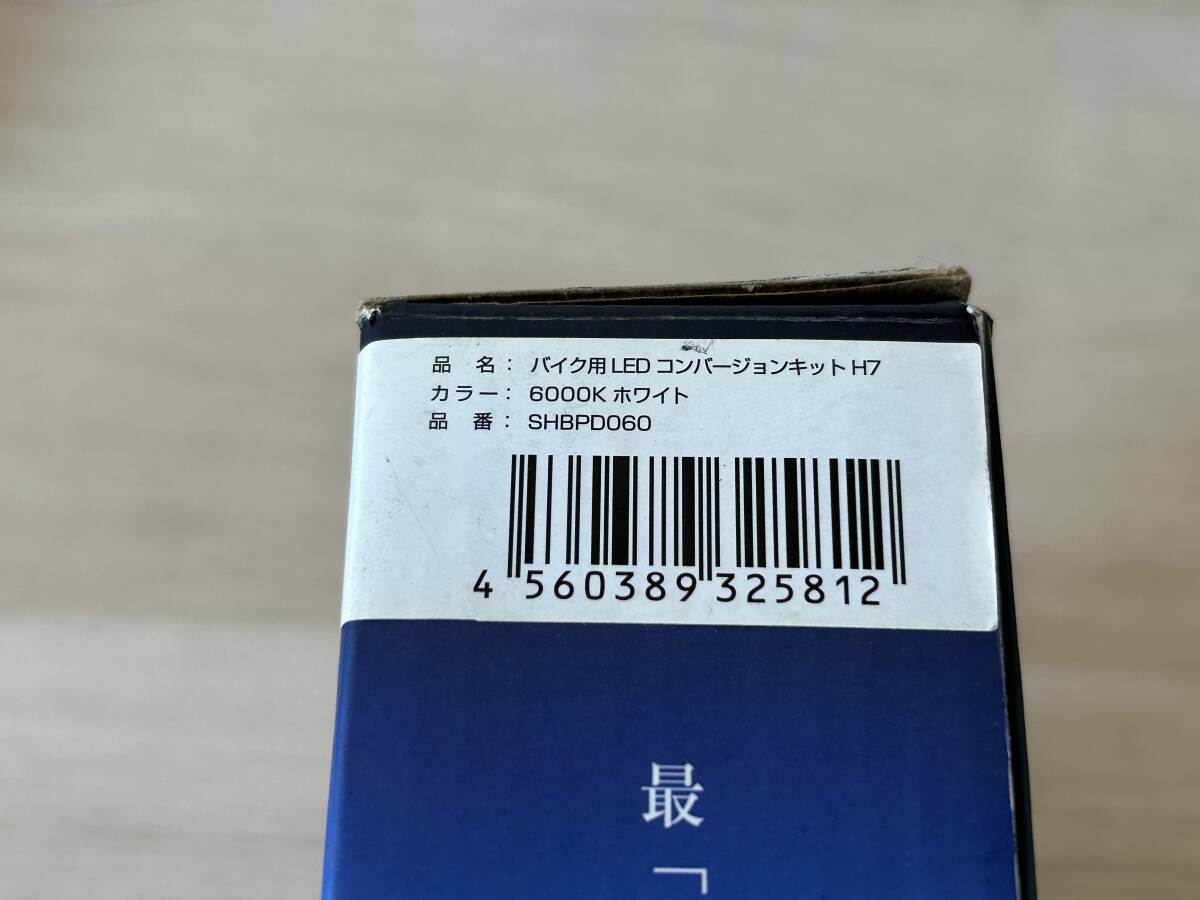 品 名： バイク用 LED コンバージョンキット H7
カラー： 6000K ホワイト
品 番： SHBPD060
4 560389 325812
最
「